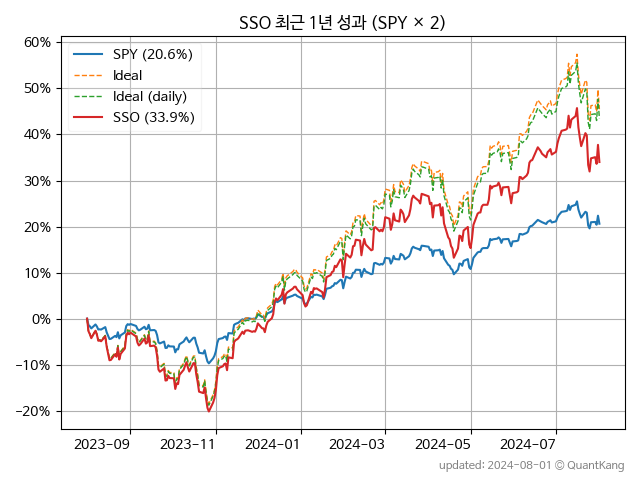 SSO 최근 1년 성과 (SPY × 2)
60%
50%
40%
30%
20%
10%
0%
−10%
−20%
SPY (20.6%)
Ideal
Ideal (daily)
SSO (33.9%)
2023-09
2023-11
2024-01
2024-03
2024-05
2024-07
updated: 2024-08-01 © QuantKang